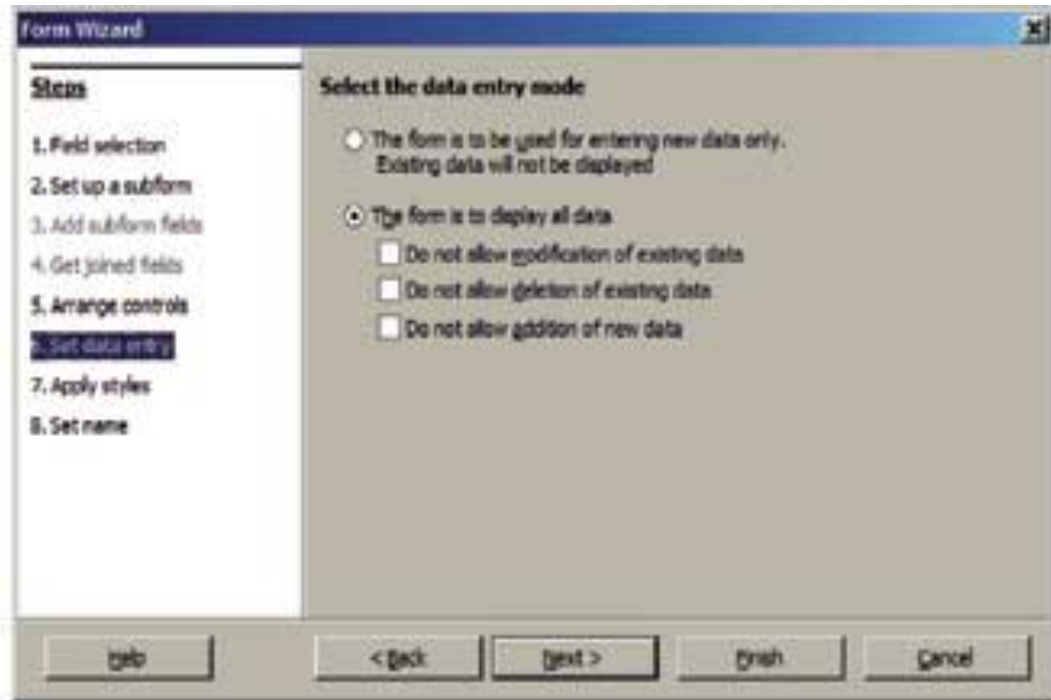 Form Wizard
Steps
1. Field selection
2. Set up a subform
3. Add subform fields
4. Get joined fields
5. Arrange controls
6. Set data entry
7. Apply styles
8. Set name
Select the data entry mode
The form is to be used for entering new data only.
Existing data will not be displayed
The form is to display all data
Do not allow modification of existing data
Do not allow deletion of existing data
Do not allow addition of new data
Help
< Back
Next >
Finish
Cancel